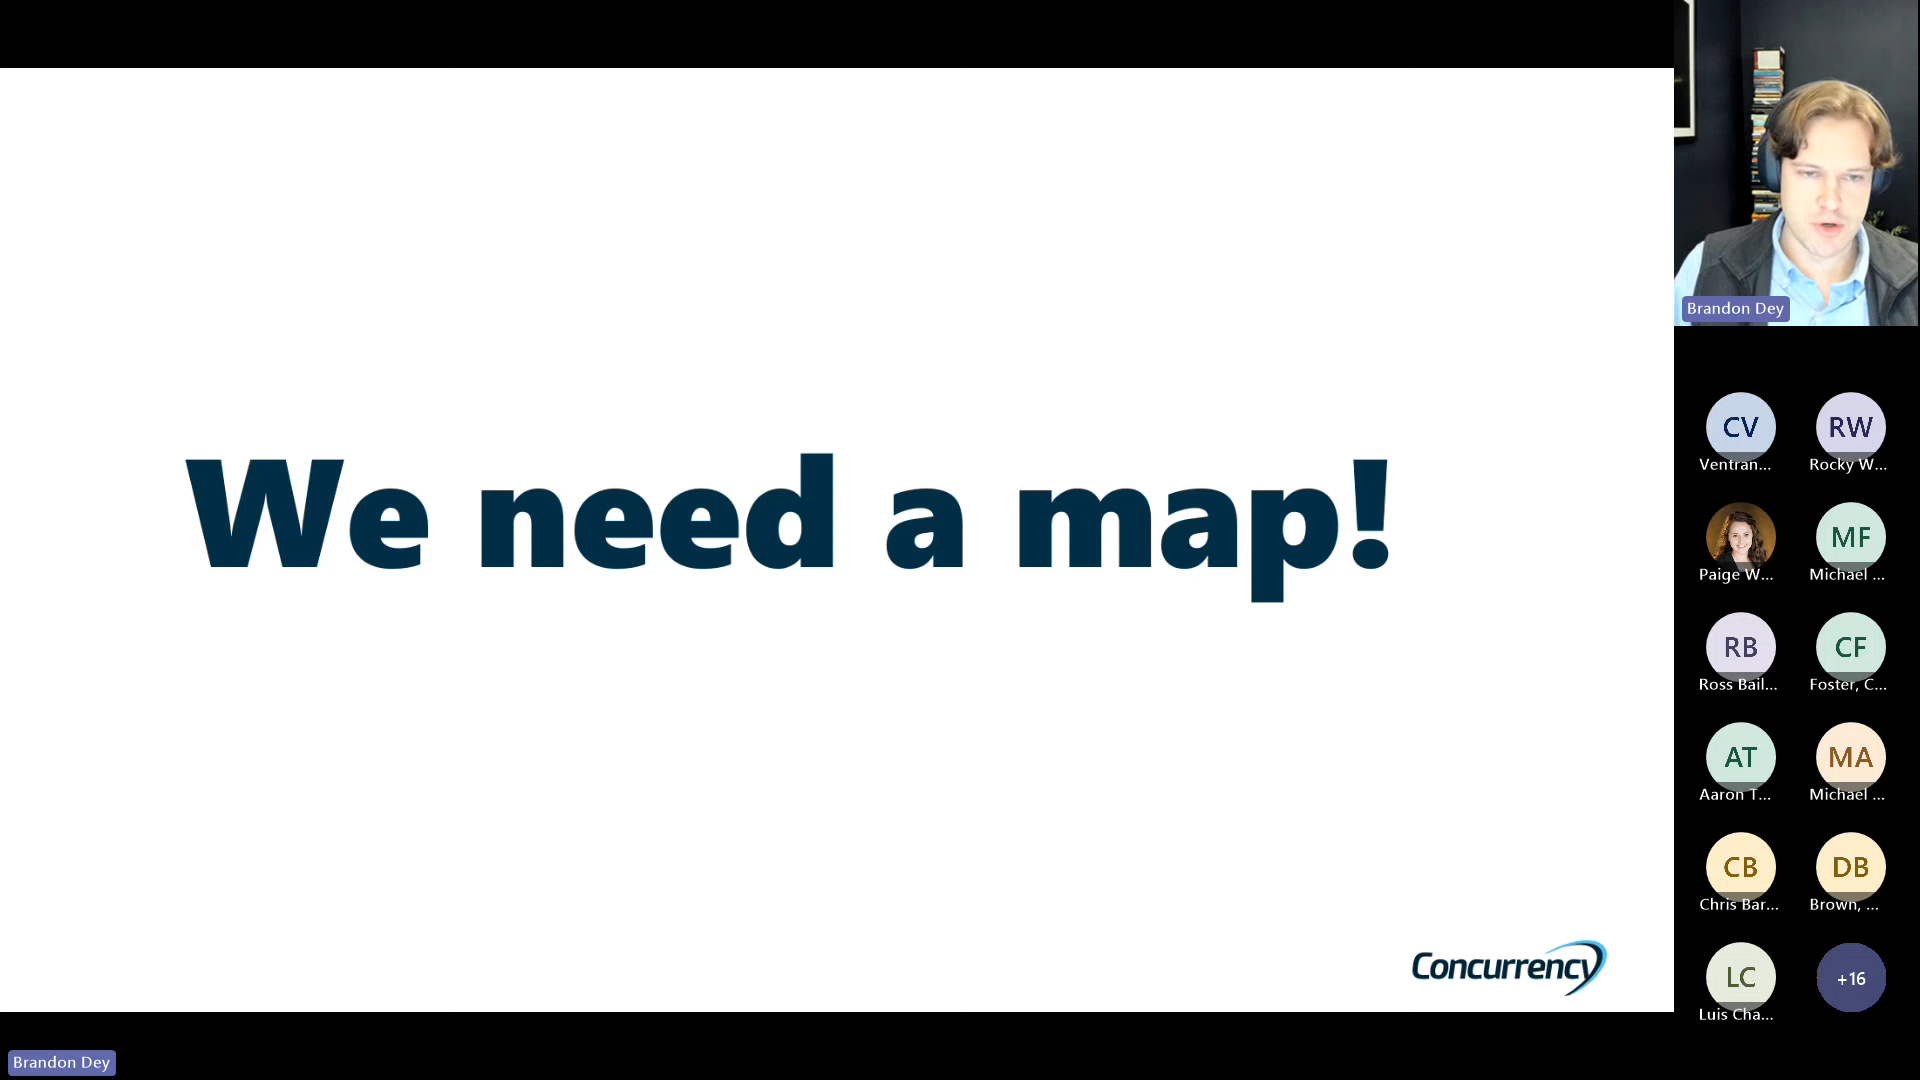 We need a map!
Concurrency
Brandon Dey
CV
Ventran...
RW
Rocky W...
Paige W...
MF
Michael ...
RB
Ross Bail...
CF
Foster, C...
AT
Aaron T...
MA
Michael ...
CB
Chris Bar...
DB
Brown, ...
LC
Luis Cha...
+16
Brandon Dey